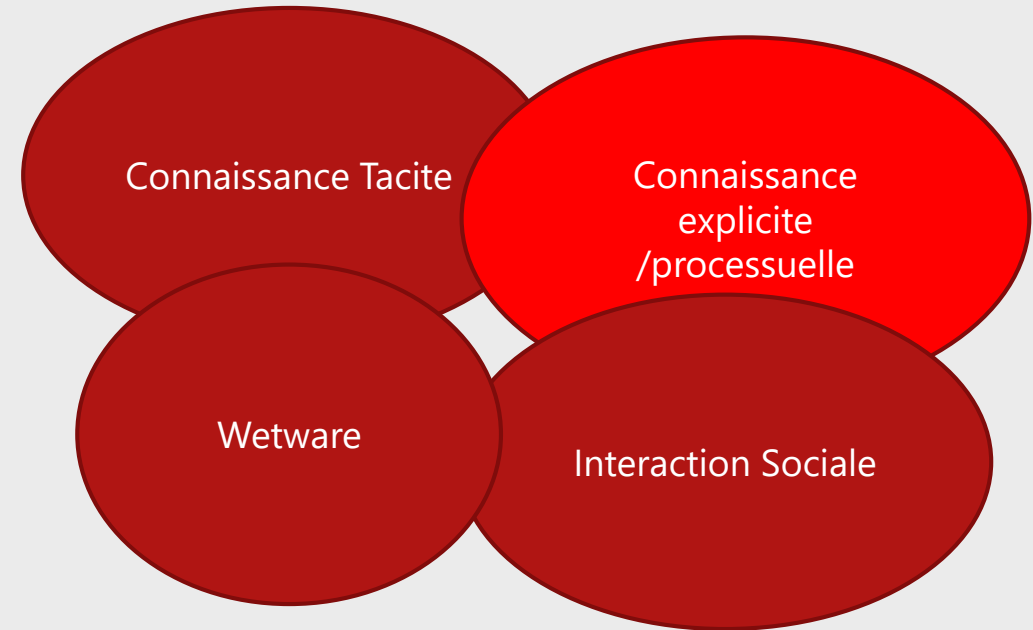 Connaissance Tacite
Connaissance
explicite
/processuelle
Wetware
Interaction Sociale